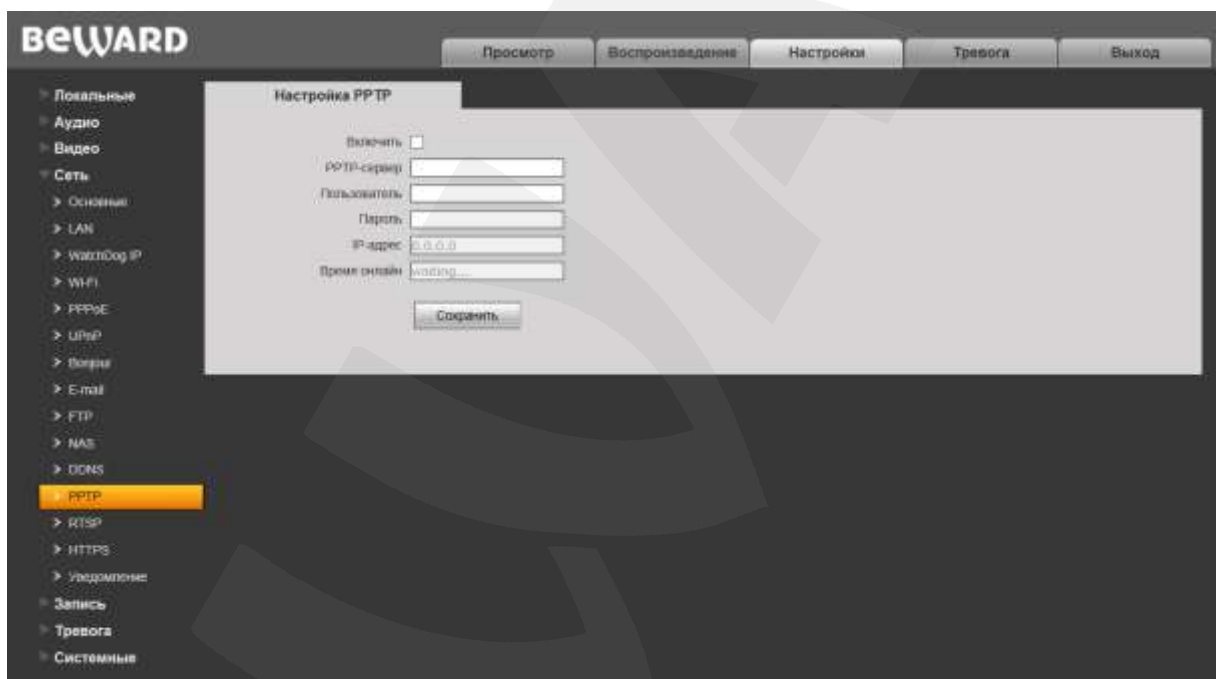 BEWARD
Просмотр
Воспроизведение
Настройки
Тревога
Выход
Локальные
Аудио
Видео
Сеть
Основные
LAN
WatchDog IP
Wi-Fi
PPPoE
UPnP
Bonjour
E-mail
FTP
NAS
DDNS
PPTP
RTSP
HTTPS
Уведомление
Запись
Тревога
Системные
Настройка PPTP
Включить
PPTP-сервер
Пользователь
Пароль
IP-адрес 0.0.0.0
Время онлайн waiting....
Сохранить